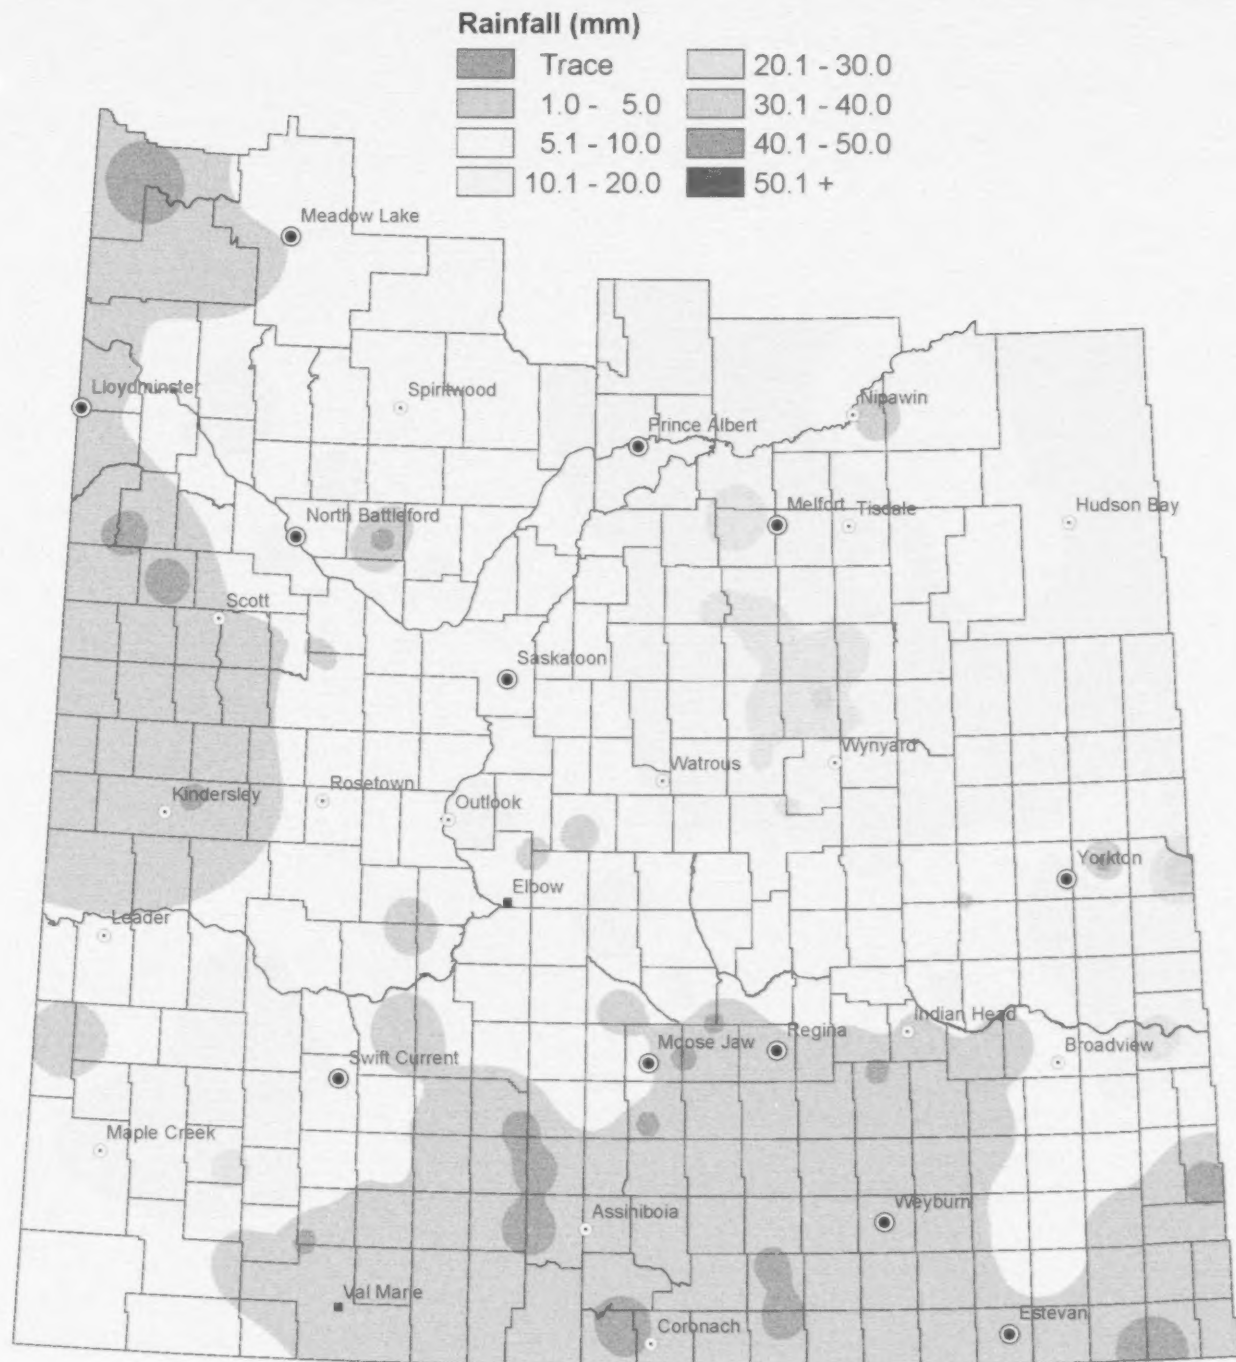 Rainfall (mm)
Trace
20.1 - 30.0
1.0 - 5.0
30.1 - 40.0
5.1 - 10.0
40.1 - 50.0
10.1 - 20.0
50.1 +
Meadow Lake
Lloydminster
Spiritwood
Nipawin
Prince Albert
North Battleford
Melfort
Tisdale
Hudson Bay
Scott
Saskatoon
Watrous
Wynyard
Kindersley
Rosetown
Outlook
Yorkton
Elbow
Leader
Indian Head
Regina
Moose Jaw
Broadview
Swift Current
Maple Creek
Assiniboia
Weyburn
Val Marie
Estevan
Coronach